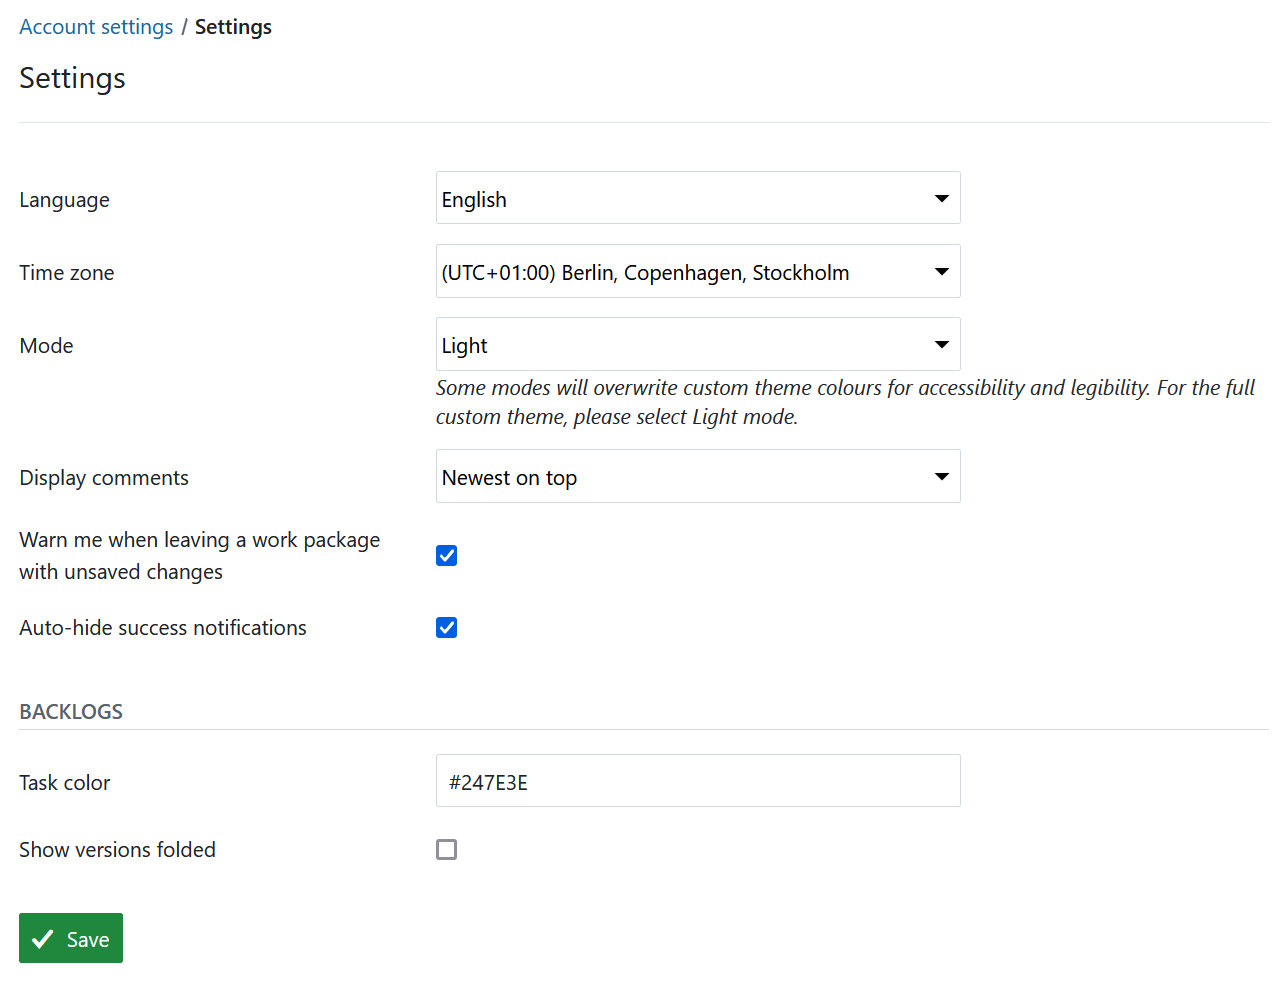 Account settings / Settings
Settings
Language
English
Time zone
(UTC+01:00) Berlin, Copenhagen, Stockholm
Mode
Light
Some modes will overwrite custom theme colours for accessibility and legibility. For the full
custom theme, please select Light mode.
Display comments
Newest on top
Warn me when leaving a work package
with unsaved changes
Auto-hide success notifications
BACKLOGS
Task color
#247E3E
Show versions folded
Save